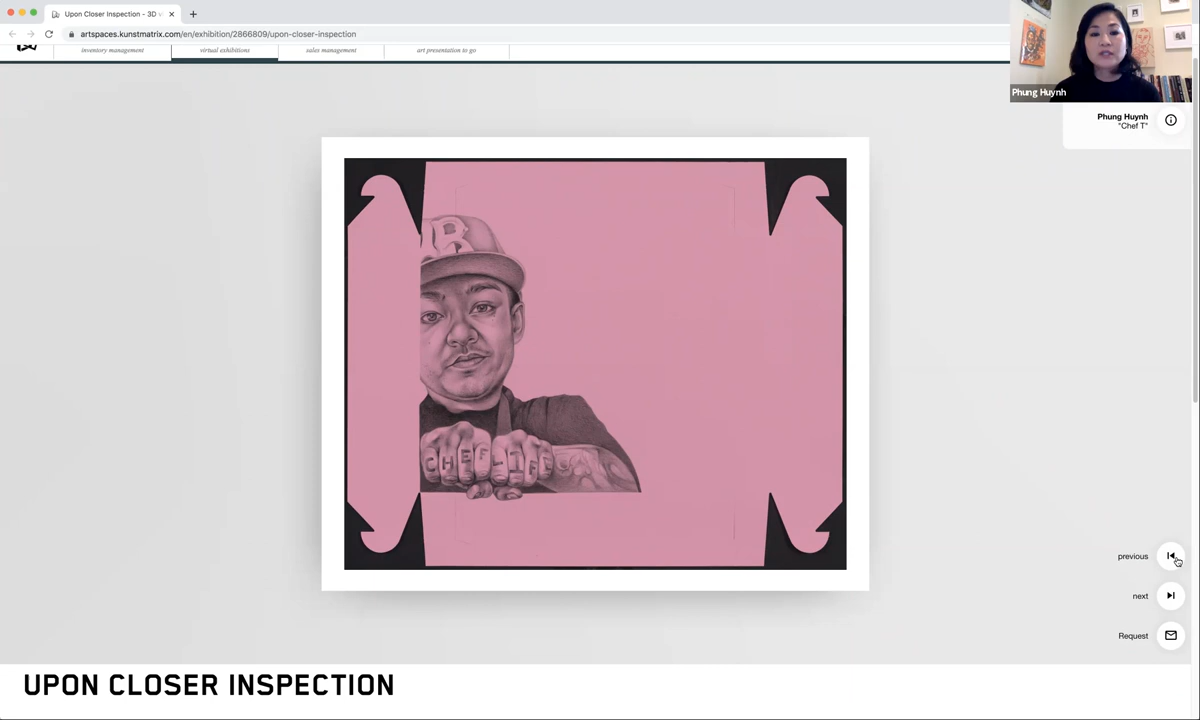 Upon Closer Inspection - 3D v
artspaces.kunstmatrix.com/en/exhibition/2866809/upon-closer-inspection
inventory management
virtual exhibitions
sales management
art presentation to go
Phung Huynh
Phung Huynh
"Chef T"
B
previous
next
Request
UPON CLOSER INSPECTION